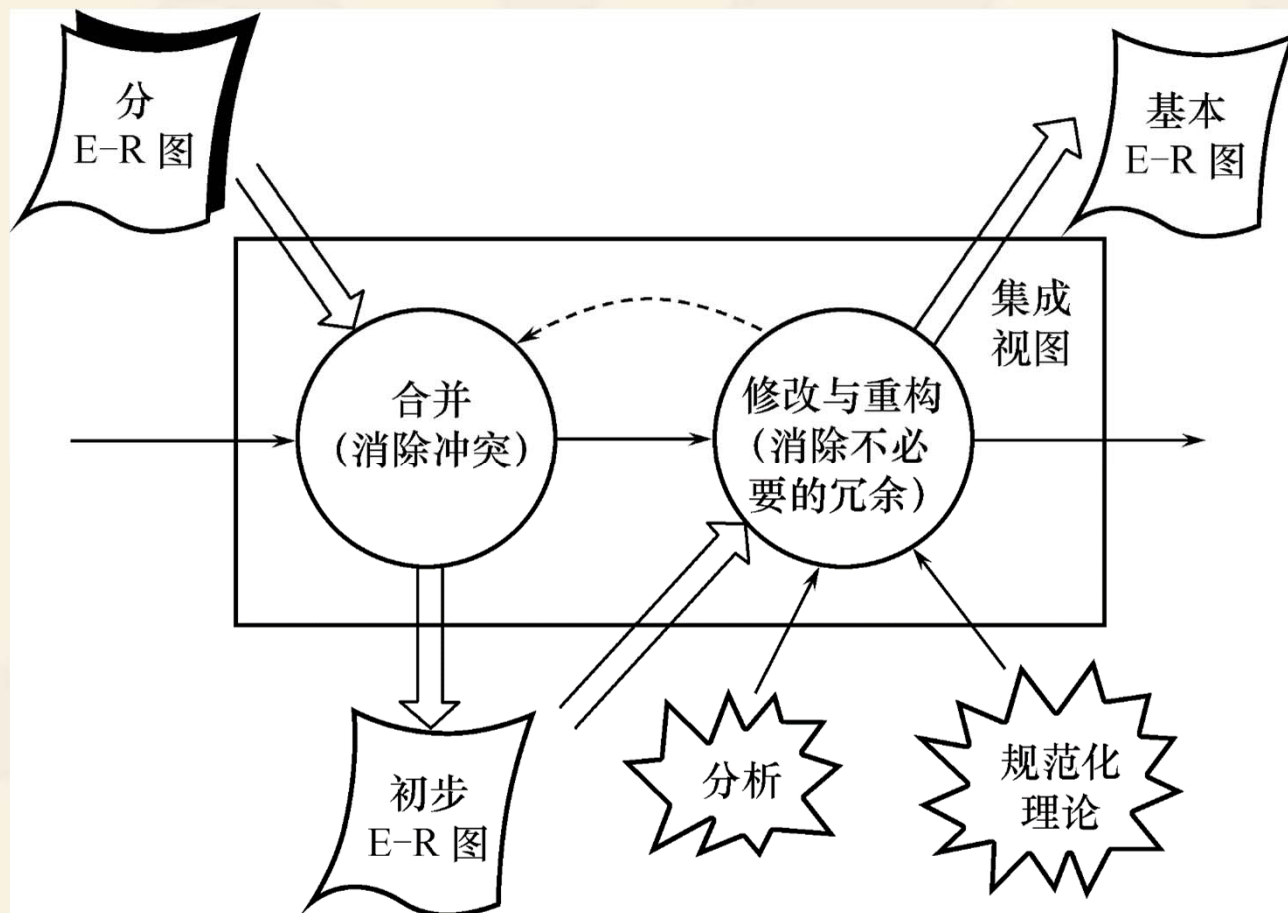 分
E-R 图
基本
E-R 图
集成
视图
合并
(消除冲突)
修改与重构
(消除不必
要的冗余)
初步
E-R 图
分析
规范化
理论